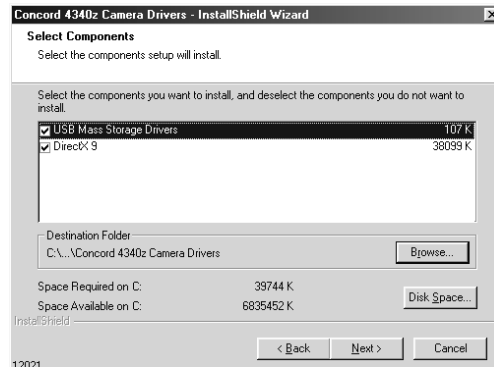 Concord 4340z Camera Drivers - InstallShield Wizard
Select Components
Select the components setup will install.
Select the components you want to install, and deselect the components you do not want to
install.
USB Mass Storage Drivers 107 K
DirectX 9 38099 K
Destination Folder
C:\...\Concord 4340z Camera Drivers
Browse...
Space Required on C: 39744 K
Space Available on C: 6835452 K
Disk Space...
InstallShield
< Back Next > Cancel
12021